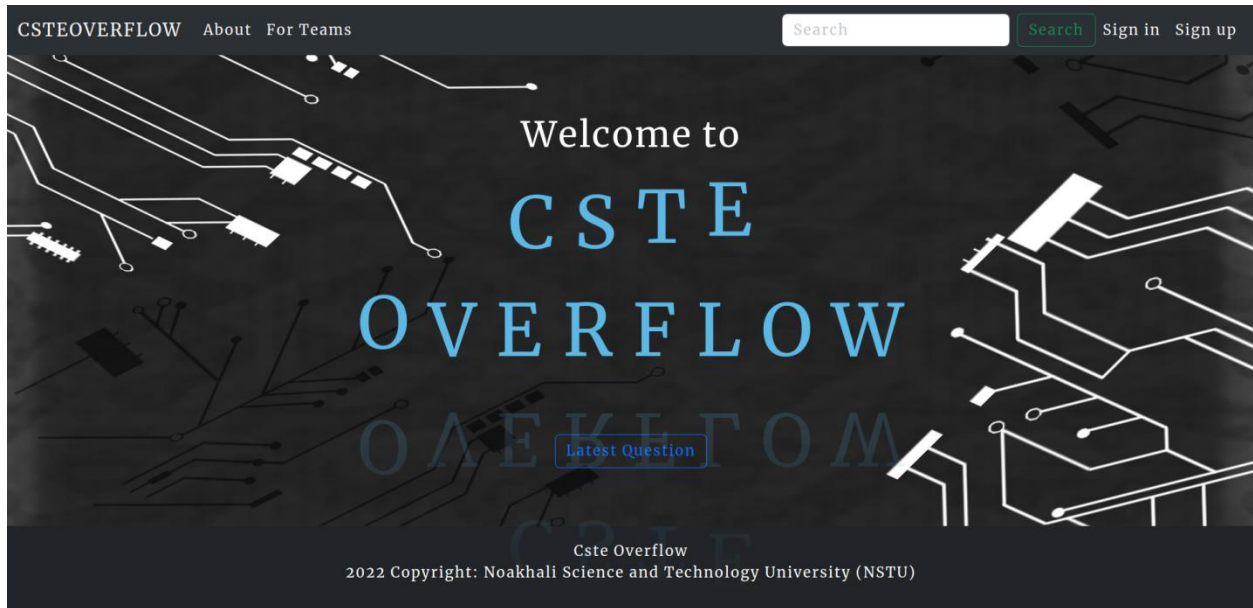 CSTEOVERFLOW About For Teams Search Search Sign in Sign up
Welcome to
CSTE
OVERFLOW
Latest Question
Cste Overflow
2022 Copyright: Noakhali Science and Technology University (NSTU)